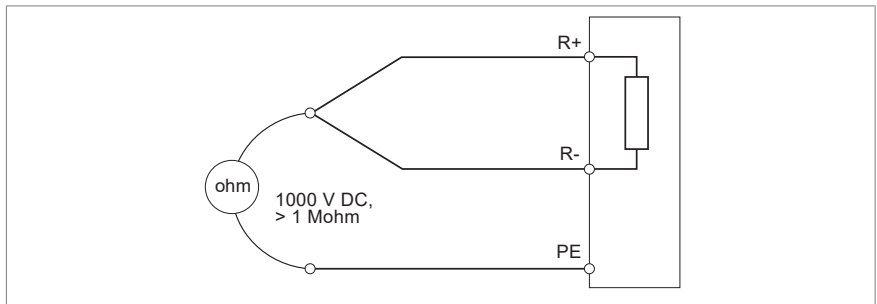 R+
R-
ohm
1000 V DC,
> 1 Mohm
PE